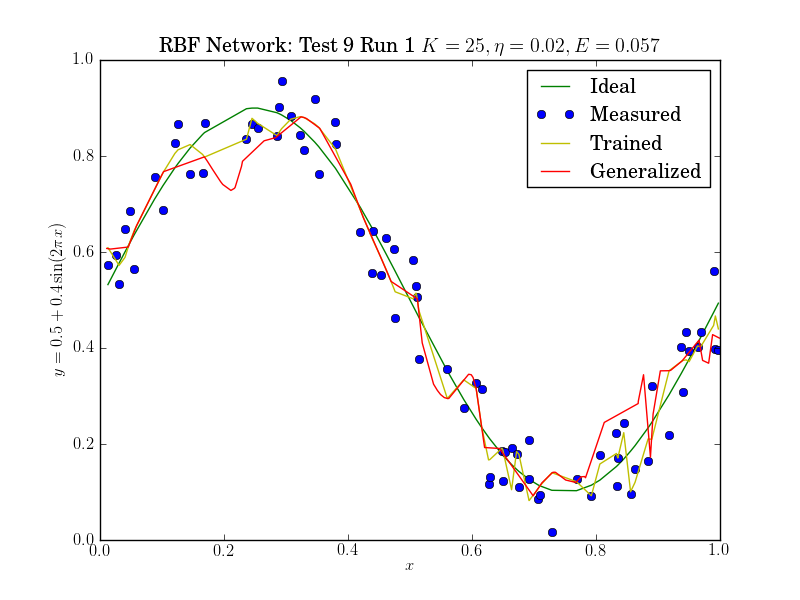 RBF Network: Test 9 Run 1 K = 25, η = 0.02, E = 0.057
1.0
0.8
0.6
0.4
0.2
0.0
y = 0.5 + 0.4 sin(2πx)
Ideal
Measured
Trained
Generalized
0.0 0.2 0.4 0.6 0.8 1.0
x